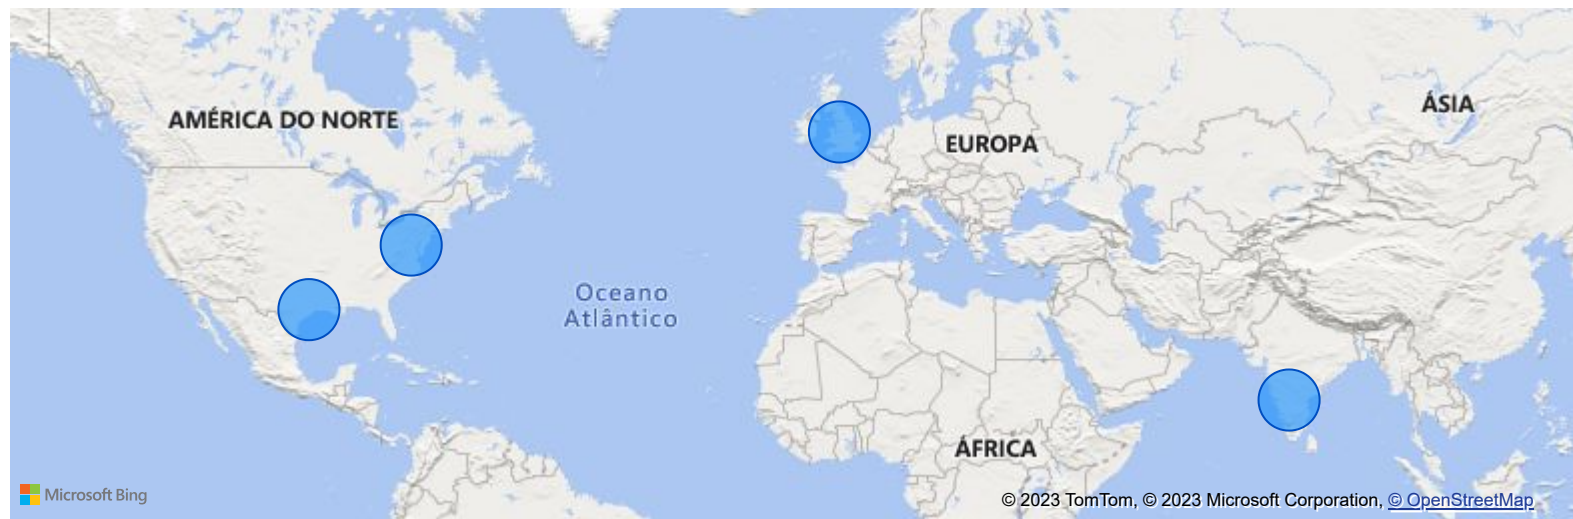 ÁSIA
AMÉRICA DO NORTE
EUROPA
Oceano
Atlântico
ÁFRICA
Microsoft Bing
© 2023 TomTom, © 2023 Microsoft Corporation, © OpenStreetMap